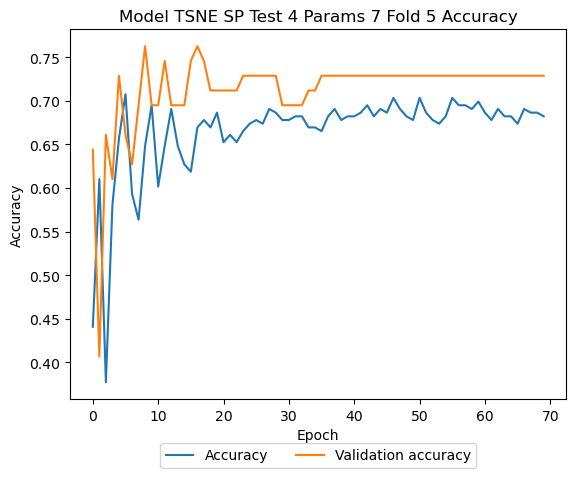 Model TSNE SP Test 4 Params 7 Fold 5 Accuracy
Accuracy
0.75
0.70
0.65
0.60
0.55
0.50
0.45
0.40
0 10 20 30 40 50 60 70
Epoch
Accuracy Validation accuracy